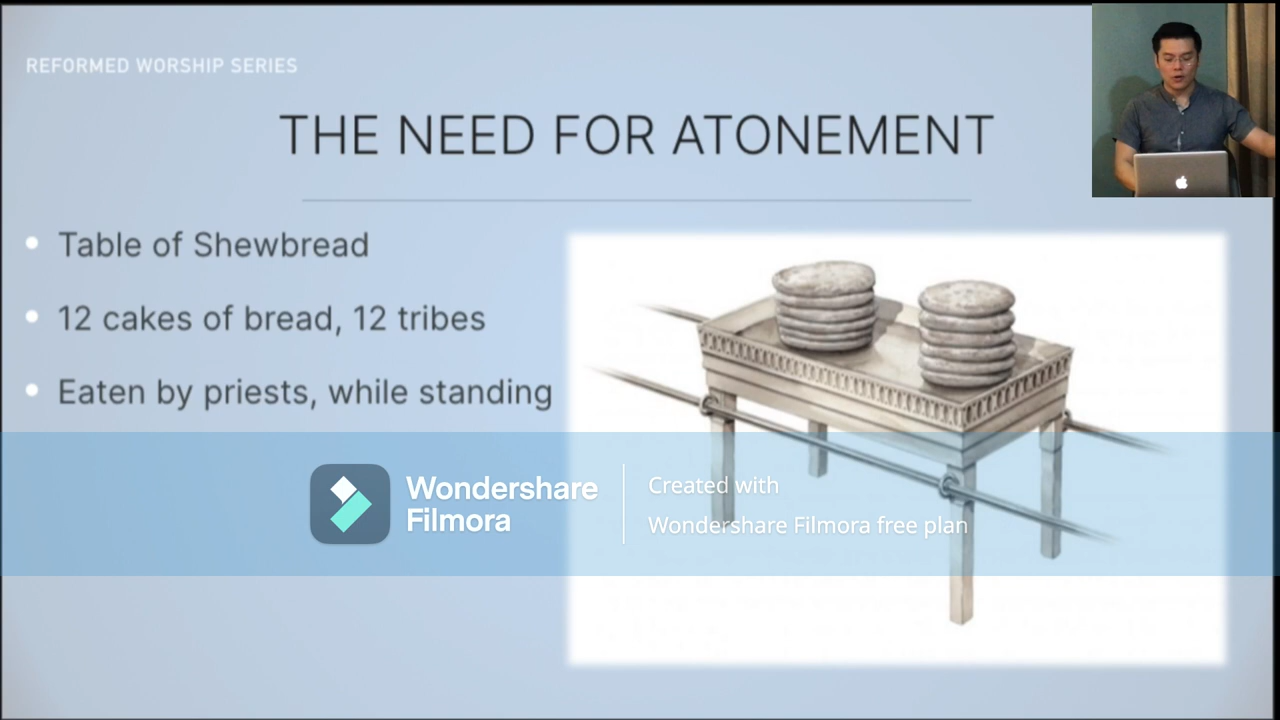 REFORMED WORSHIP SERIES
THE NEED FOR ATONEMENT
Table of Shewbread
12 cakes of bread, 12 tribes
Eaten by priests, while standing
Wondershare
Filmora
Created with
Wondershare Filmora free plan